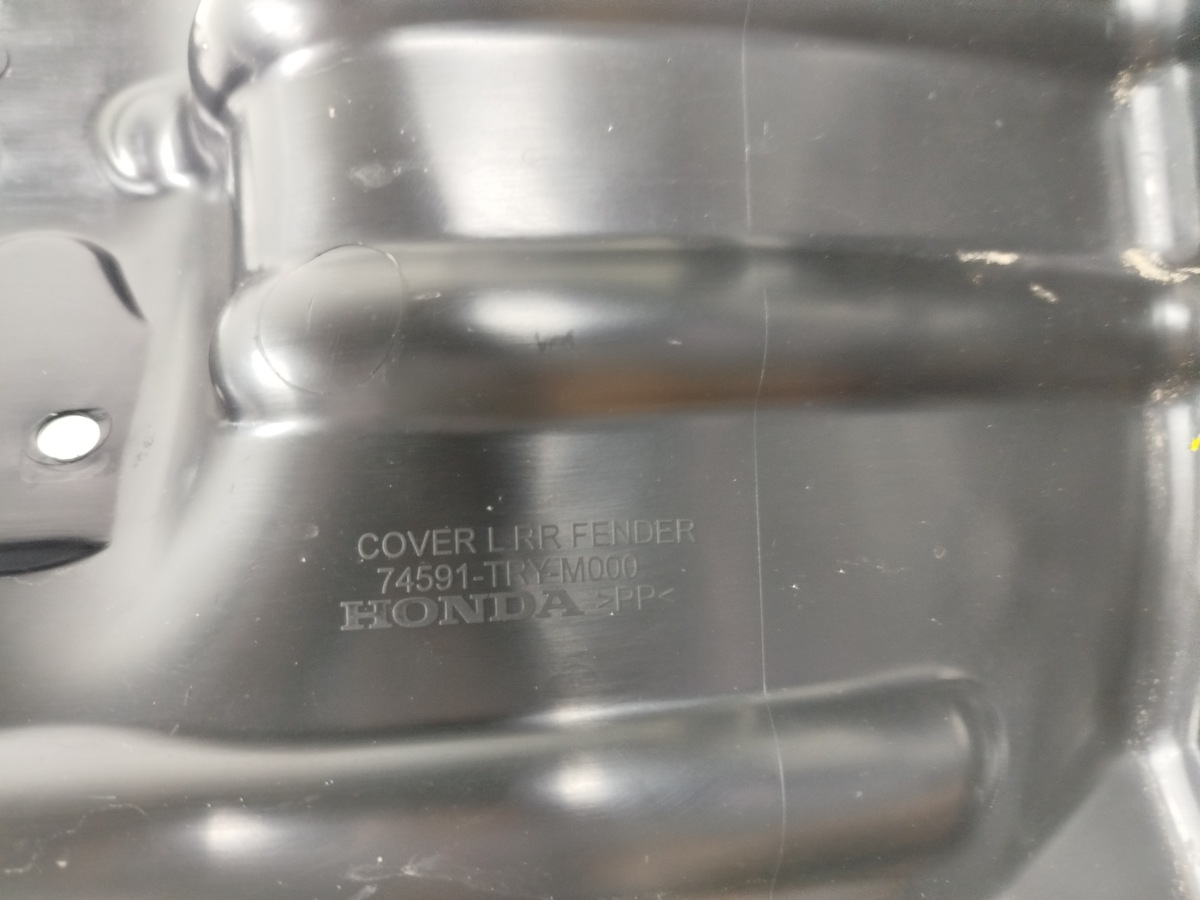 COVER L RR FENDER
74591-TRY-M000
HONDA >PP<